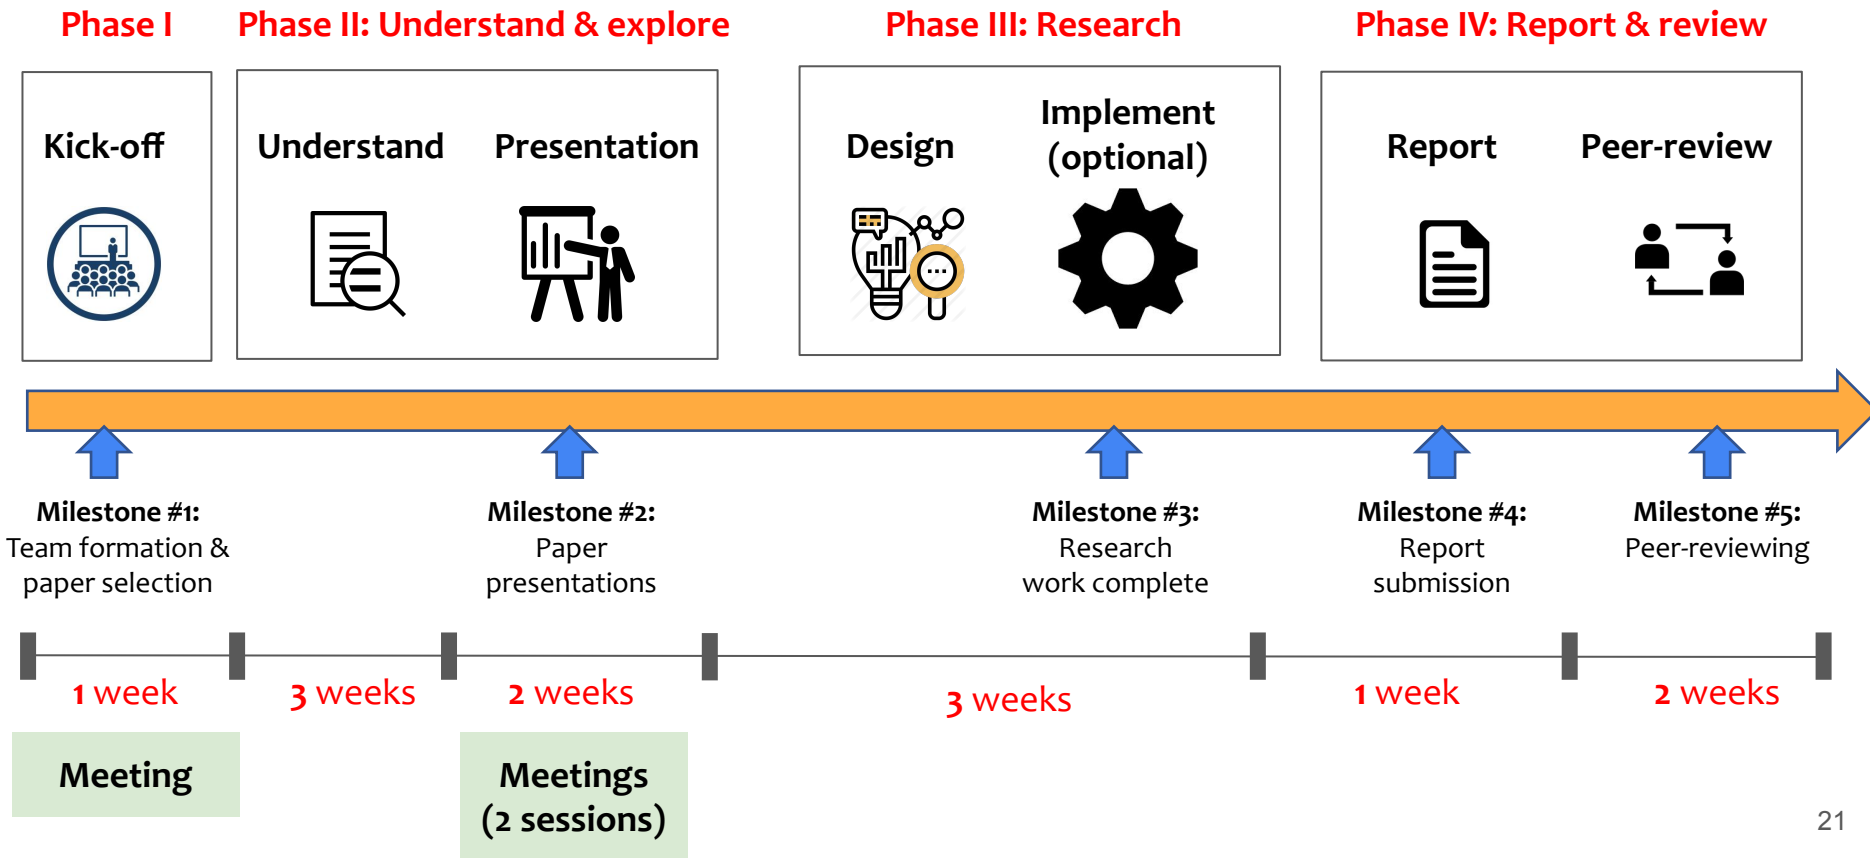 Phase I
Phase II: Understand & explore
Phase III: Research
Phase IV: Report & review
Kick-off
Understand
Presentation
Design
Implement
(optional)
Report
Peer-review
Milestone #1:
Team formation &
paper selection
Milestone #2:
Paper
presentations
Milestone #3:
Research
work complete
Milestone #4:
Report
submission
Milestone #5:
Peer-reviewing
1 week
3 weeks
2 weeks
3 weeks
1 week
2 weeks
Meeting
Meetings
(2 sessions)
21